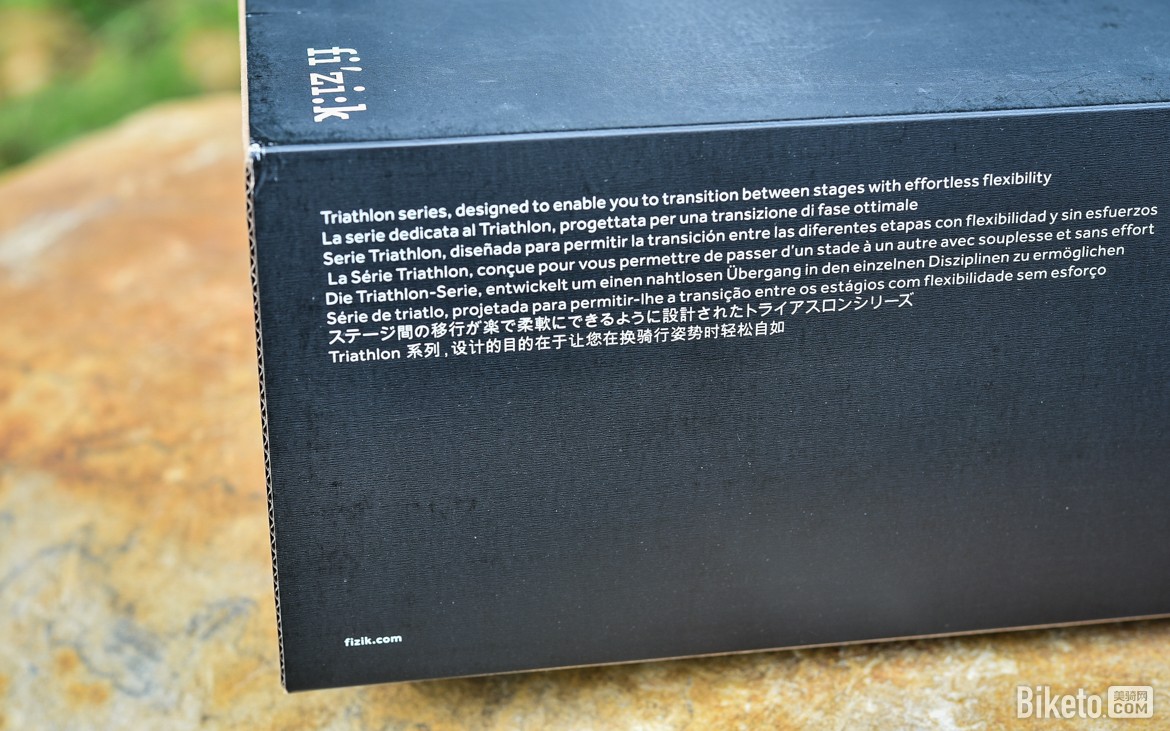 fi'zi:k
Triathlon series, designed to enable you to transition between stages with effortless flexibility
La serie dedicata al Triathlon, progettata per una transizione di fase ottimale
Serie Triathlon, diseñada para permitir la transición entre las diferentes etapas con flexibilidad y sin esfuerzos
La Série Triathlon, conçue pour vous permettre de passer d'un stade à un autre avec souplesse et sans effort
Die Triathlon-Serie, entwickelt um einen nahtlosen Übergang in den einzelnen Disziplinen zu ermöglichen
Série de triatlo, projetada para permitir-lhe a transição entre os estágios com flexibilidade sem esforço
ステージ間の移行が楽で柔軟にできるように設計されたトライアスロンシリーズ
Triathlon 系列,设计的目的在于让您在换骑行姿势时轻松自如
fizik.com
Biketo.美骑网COM